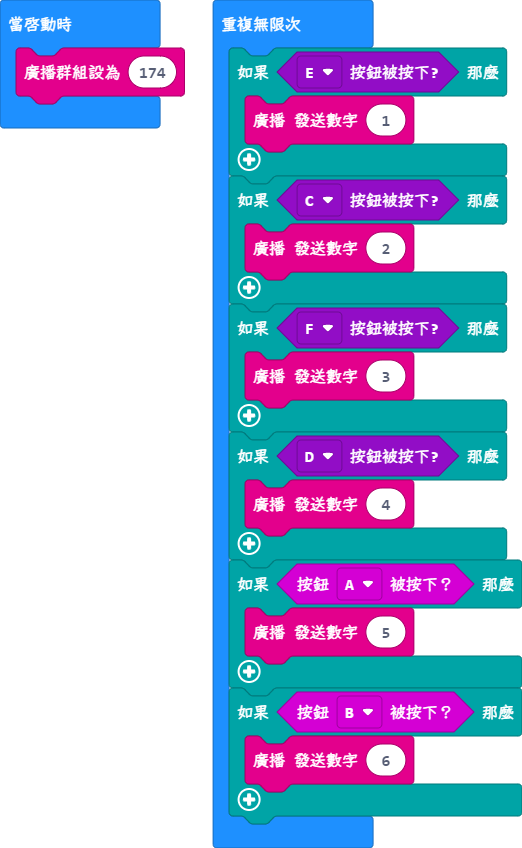 當啓動時
廣播群組設為 174
重複無限次
如果 E 按鈕被按下? 那麼
廣播 發送數字 1
如果 C 按鈕被按下? 那麼
廣播 發送數字 2
如果 F 按鈕被按下? 那麼
廣播 發送數字 3
如果 D 按鈕被按下? 那麼
廣播 發送數字 4
如果 按鈕 A 被按下？ 那麼
廣播 發送數字 5
如果 按鈕 B 被按下？ 那麼
廣播 發送數字 6